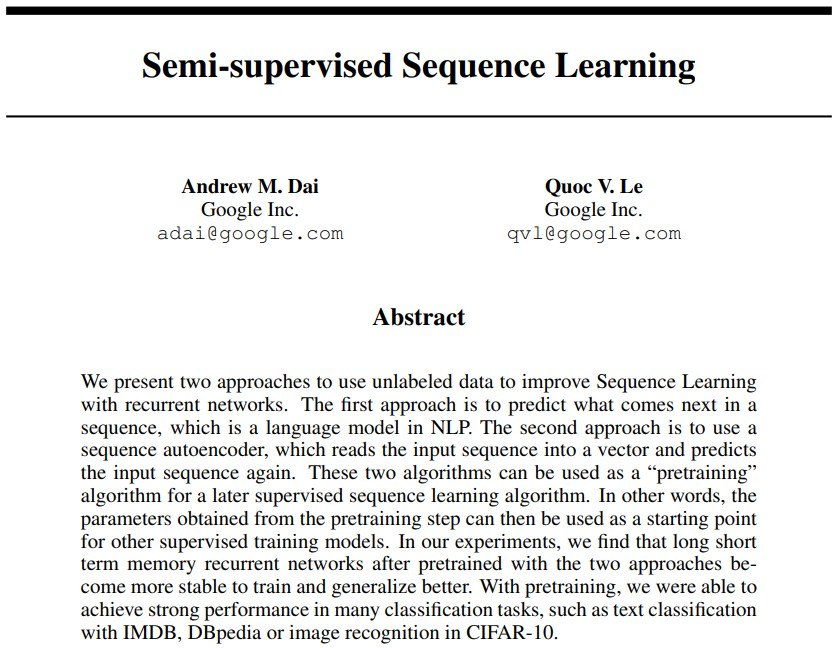 Semi-supervised Sequence Learning
Andrew M. Dai
Google Inc.
adai@google.com
Quoc V. Le
Google Inc.
qvl@google.com
Abstract
We present two approaches to use unlabeled data to improve Sequence Learning
with recurrent networks. The first approach is to predict what comes next in a
sequence, which is a language model in NLP. The second approach is to use a
sequence autoencoder, which reads the input sequence into a vector and predicts
the input sequence again. These two algorithms can be used as a “pretraining”
algorithm for a later supervised sequence learning algorithm. In other words, the
parameters obtained from the pretraining step can then be used as a starting point
for other supervised training models. In our experiments, we find that long short
term memory recurrent networks after pretrained with the two approaches be-
come more stable to train and generalize better. With pretraining, we were able to
achieve strong performance in many classification tasks, such as text classification
with IMDB, DBpedia or image recognition in CIFAR-10.